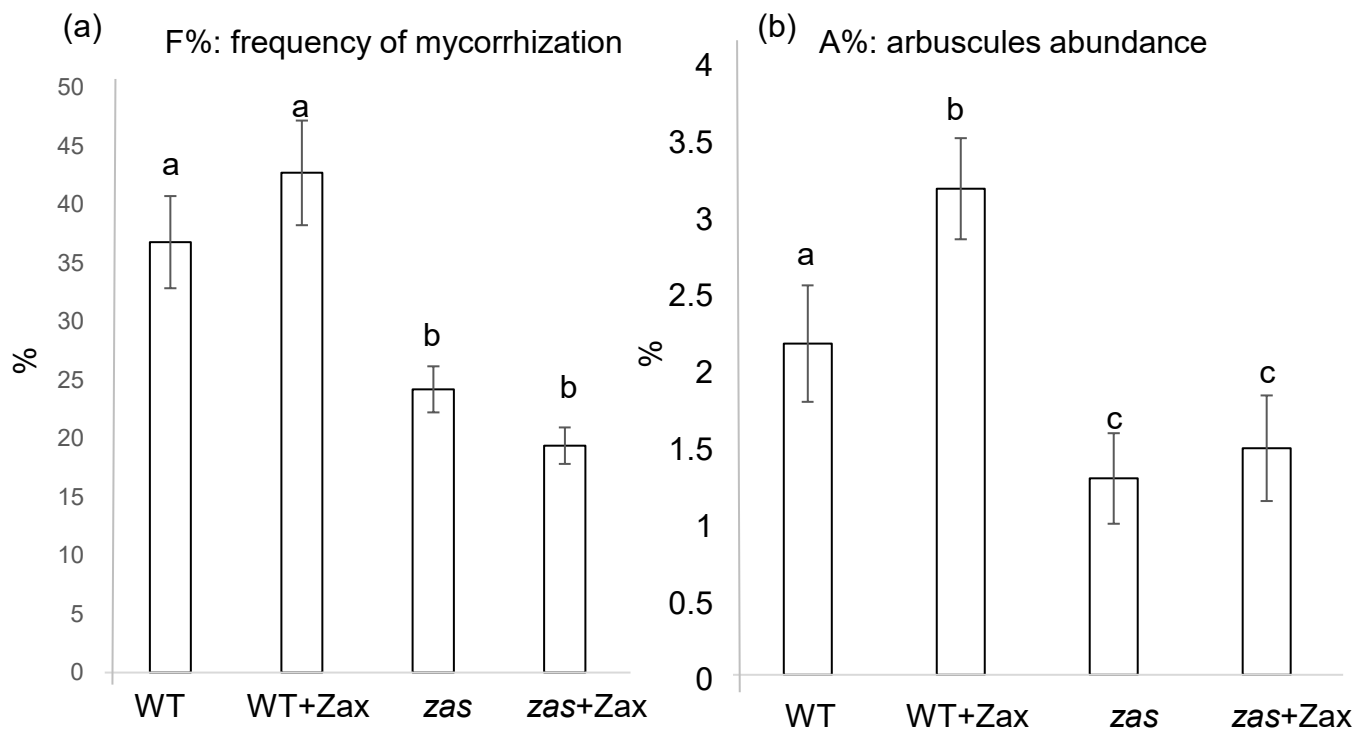 (a)
F%: frequency of mycorrhization
50
45
40
35
30
25
20
15
10
5
0
%
a
a
b
b
WT
WT+Zax
zas
zas+Zax
(b)
A%: arbuscules abundance
4
3.5
3
2.5
2
1.5
1
0.5
0
%
a
b
c
c
WT
WT+Zax
zas
zas+Zax